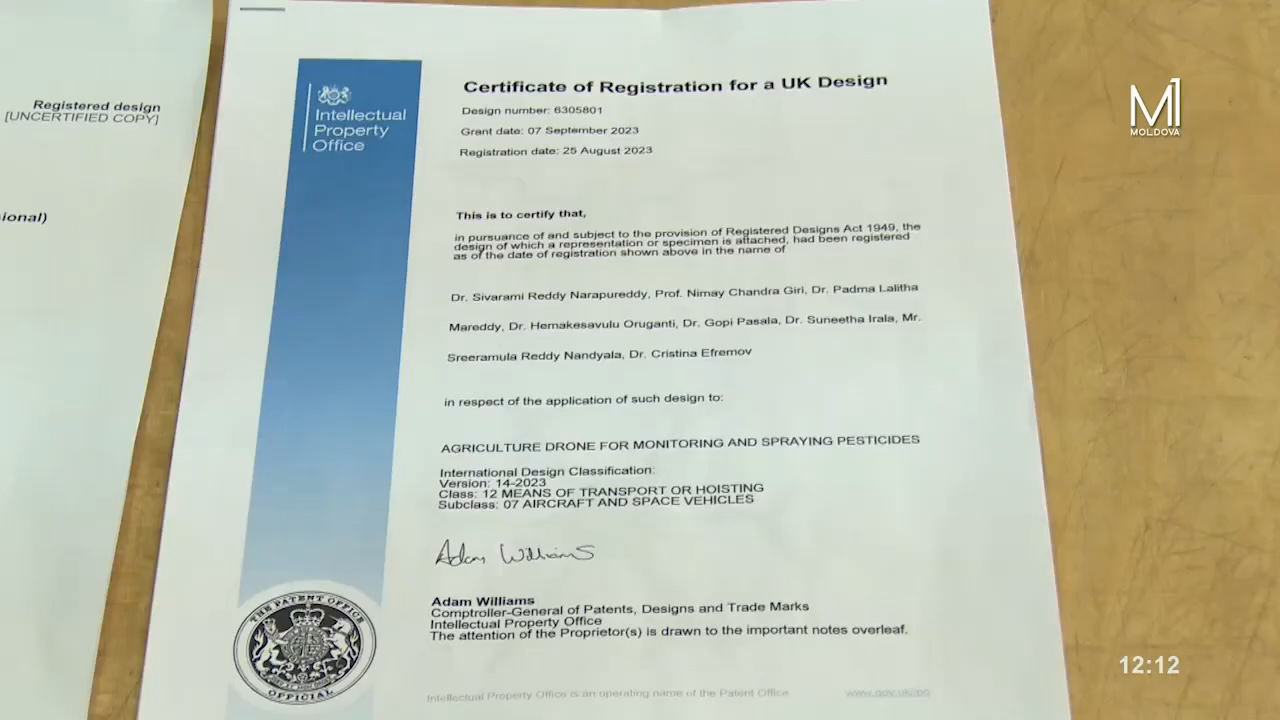 Registered design
[UNCERTIFIED COPY]
ional)
Intellectual
Property
Office
Certificate of Registration for a UK Design
Design number: 6305801
Grant date: 07 September 2023
Registration date: 25 August 2023
This is to certify that,
in pursuance of and subject to the provision of Registered Designs Act 1949, the
design of which a representation or specimen is attached, had been registered
as of the date of registration shown above in the name of
Dr. Sivarami Reddy Narapureddy, Prof. Nimay Chandra Giri, Dr. Padma Lalitha
Mareddy, Dr. Hemakesavulu Oruganti, Dr. Gopi Pasala, Dr. Suneetha Irala, Mr.
Sreeramula Reddy Nandyala, Dr. Cristina Efremov
in respect of the application of such design to:
AGRICULTURE DRONE FOR MONITORING AND SPRAYING PESTICIDES
International Design Classification:
Version: 14-2023
Class: 12 MEANS OF TRANSPORT OR HOISTING
Subclass: 07 AIRCRAFT AND SPACE VEHICLES
Adam Williams
Adam Williams
Comptroller-General of Patents, Designs and Trade Marks
Intellectual Property Office
The attention of the Proprietor(s) is drawn to the important notes overleaf.
THE PATENT OFFICE
OFFICIAL
Intellectual Property Office is an operating name of the Patent Office
www.gov.uk/ipo
M1
MOLDOVA
12:12